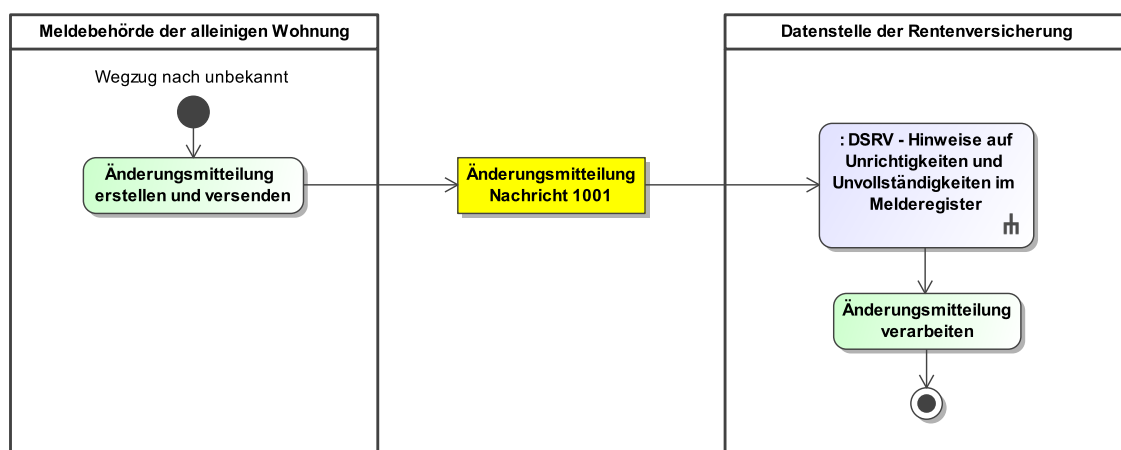 Meldebehörde der alleinigen Wohnung
Wegzug nach unbekannt
Änderungsmitteilung
erstellen und versenden
Änderungsmitteilung
Nachricht 1001
Datenstelle der Rentenversicherung
: DSRV - Hinweise auf
Unrichtigkeiten und
Unvollständigkeiten im
Melderegister
Änderungsmitteilung
verarbeiten